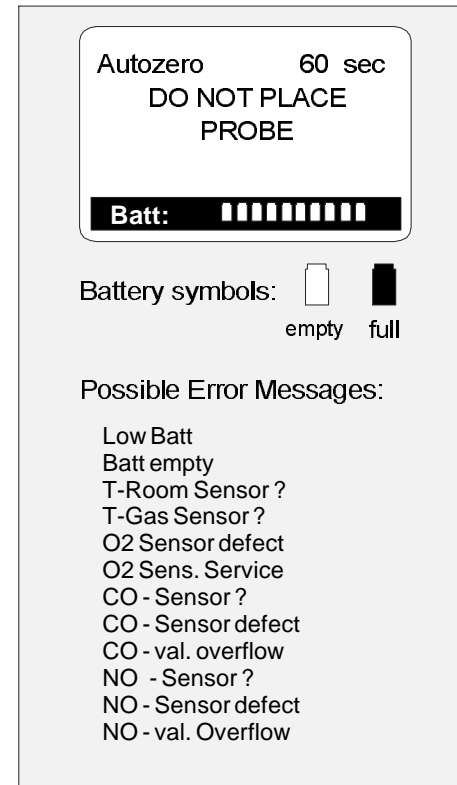 Autozero 60 sec
DO NOT PLACE
PROBE
Batt:
Battery symbols:
empty full
Possible Error Messages:
Low Batt
Batt empty
T-Room Sensor ?
T-Gas Sensor ?
O2 Sensor defect
O2 Sens. Service
CO - Sensor ?
CO - Sensor defect
CO - val. overflow
NO - Sensor ?
NO - Sensor defect
NO - val. Overflow